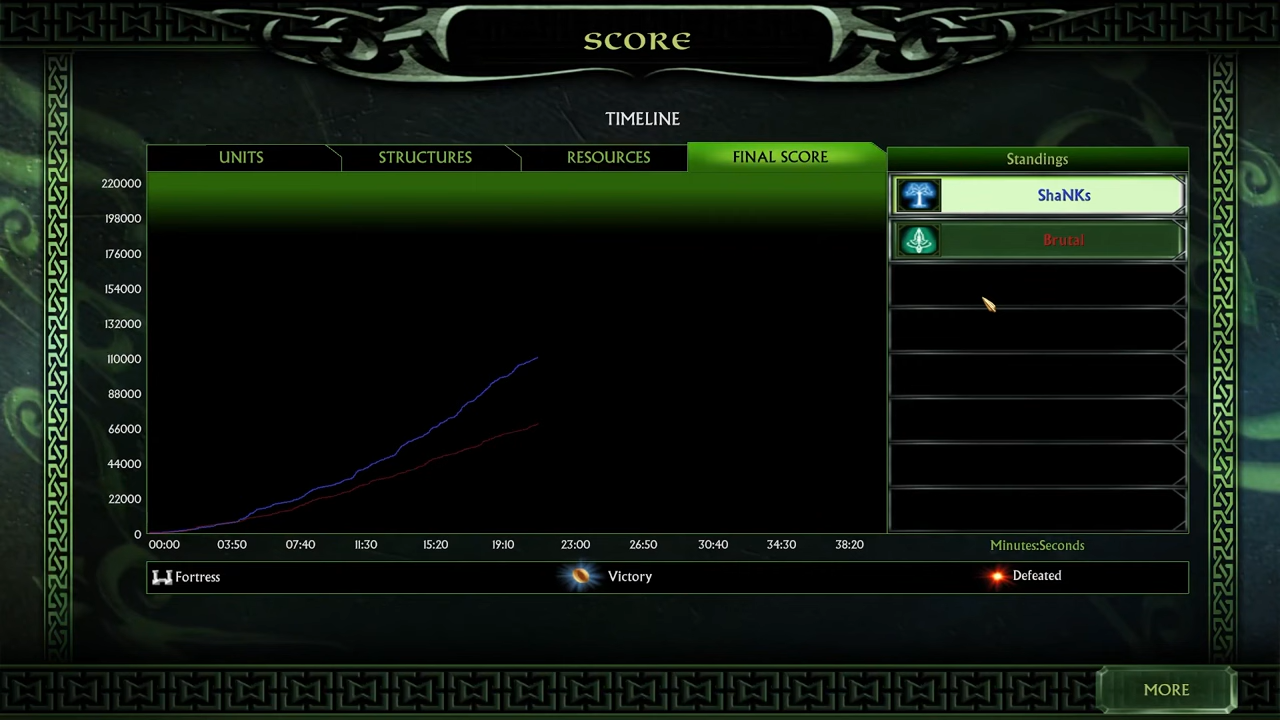 SCORE
TIMELINE
UNITS STRUCTURES RESOURCES FINAL SCORE Standings
220000
198000
176000
154000
132000
110000
88000
66000
44000
22000
0
ShaNKs
Brutal
00:00 03:50 07:40 11:30 15:20 19:10 23:00 26:50 30:40 34:30 38:20 Minutes:Seconds
Fortress Victory Defeated
MORE